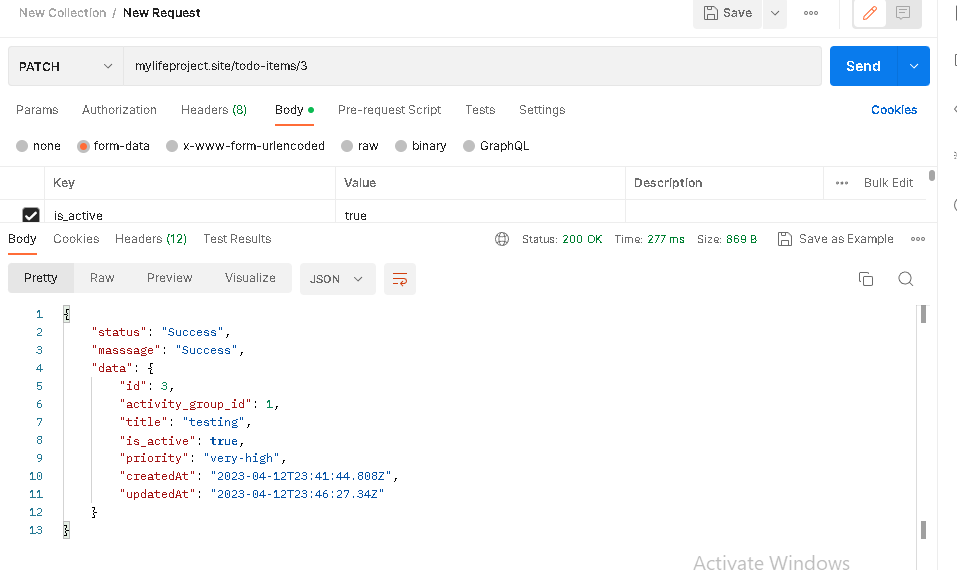 New Collection / New Request
Save
PATCH mylifeproject.site/todo-items/3 Send
Params Authorization Headers (8) Body Pre-request Script Tests Settings Cookies
none form-data x-www-form-urlencoded raw binary GraphQL
Key Value Description Bulk Edit
is_active true
Body Cookies Headers (12) Test Results Status: 200 OK Time: 277 ms Size: 869 B Save as Example
Pretty Raw Preview Visualize JSON
1 {
2 "status": "Success",
3 "masssage": "Success",
4 "data": {
5 "id": 3,
6 "activity_group_id": 1,
7 "title": "testing",
8 "is_active": true,
9 "priority": "very-high",
10 "createdAt": "2023-04-12T23:41:44.808Z",
11 "updatedAt": "2023-04-12T23:46:27.34Z"
12 }
13 }
Activate Windows